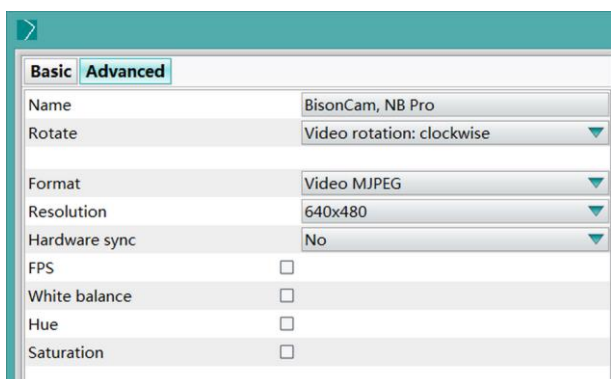 Basic Advanced
Name BisonCam, NB Pro
Rotate Video rotation: clockwise
Format Video MJPEG
Resolution 640x480
Hardware sync No
FPS
White balance
Hue
Saturation